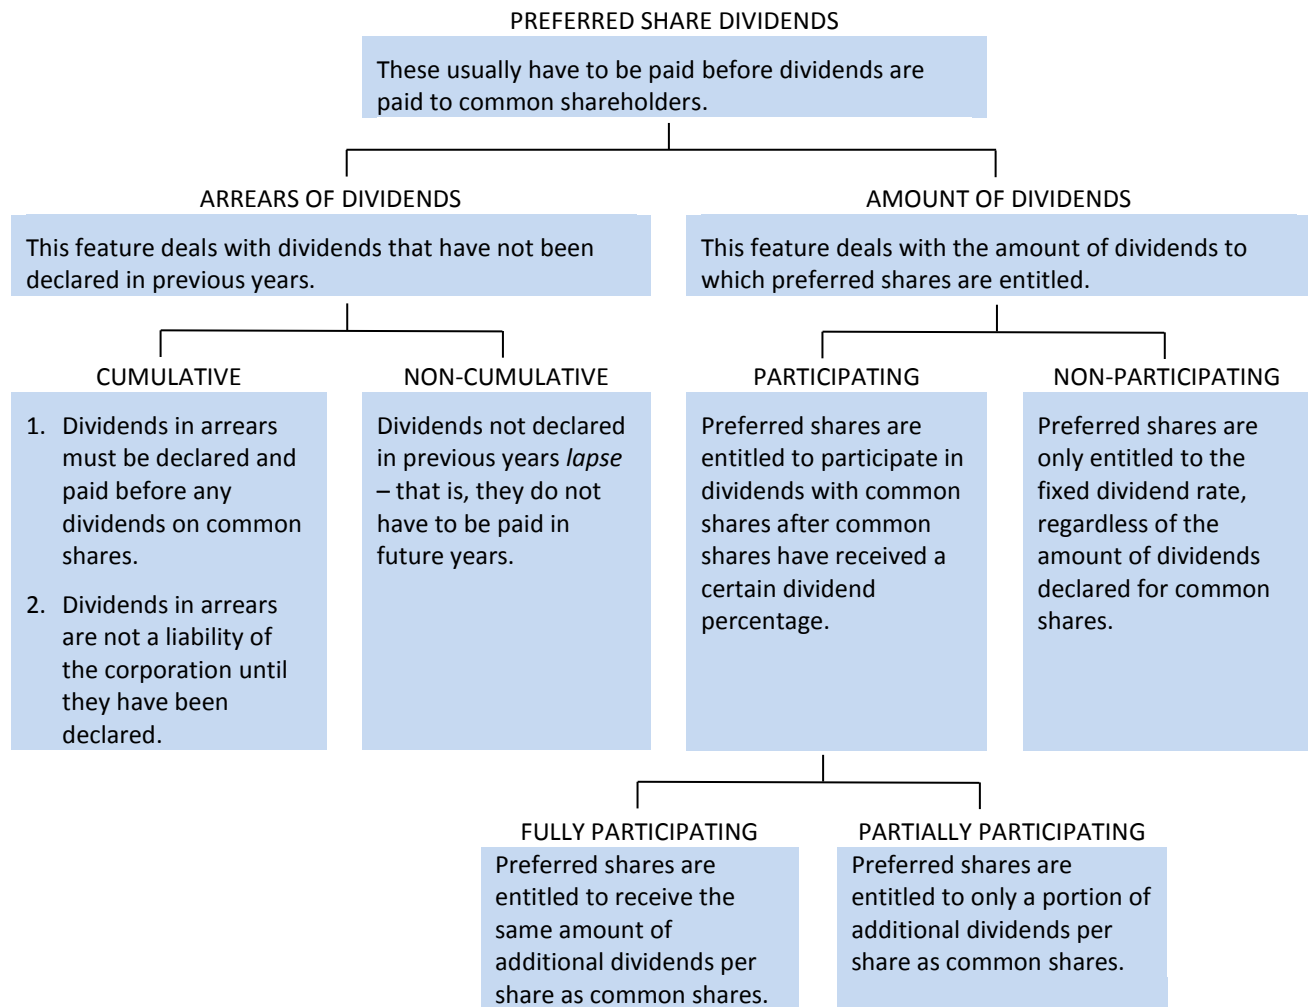 PREFERRED SHARE DIVIDENDS
These usually have to be paid before dividends are
paid to common shareholders.
ARREARS OF DIVIDENDS
This feature deals with dividends that have not been
declared in previous years.
AMOUNT OF DIVIDENDS
This feature deals with the amount of dividends to
which preferred shares are entitled.
CUMULATIVE
1. Dividends in arrears
must be declared and
paid before any
dividends on common
shares.
2. Dividends in arrears
are not a liability of
the corporation until
they have been
declared.
NON-CUMULATIVE
Dividends not declared
in previous years lapse
– that is, they do not
have to be paid in
future years.
PARTICIPATING
Preferred shares are
entitled to participate in
dividends with common
shares after common
shares have received a
certain dividend
percentage.
NON-PARTICIPATING
Preferred shares are
only entitled to the
fixed dividend rate,
regardless of the
amount of dividends
declared for common
shares.
FULLY PARTICIPATING
Preferred shares are
entitled to receive the
same amount of
additional dividends per
share as common shares.
PARTIALLY PARTICIPATING
Preferred shares are
entitled to only a portion of
additional dividends per
share as common shares.